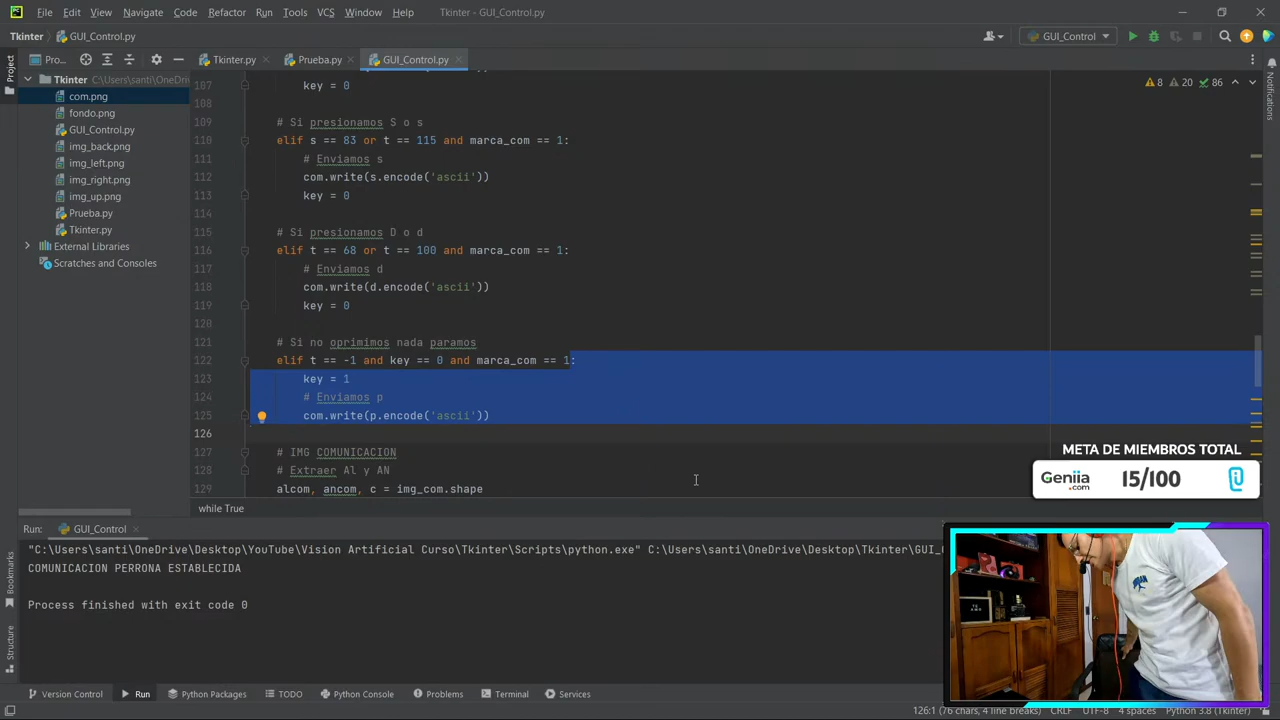 File Edit View Navigate Code Refactor Run Tools VCS Window Help Tkinter - GUI_Control.py
Tkinter GUI_Control.py GUI_Control
Project Pro... Tkinter.py Prueba.py GUI_Control.py
Notifications
8 20 86
Tkinter C:\Users\santi\OneDri
com.png
fondo.png
GUI_Control.py
img_back.png
img_left.png
img_right.png
img_up.png
Prueba.py
Tkinter.py
External Libraries
Scratches and Consoles
107 key = 0
108
109 # Si presionamos S o s
110 elif s == 83 or t == 115 and marca_com == 1:
111 # Enviamos s
112 com.write(s.encode('ascii'))
113 key = 0
114
115 # Si presionamos D o d
116 elif t == 68 or t == 100 and marca_com == 1:
117 # Enviamos d
118 com.write(d.encode('ascii'))
119 key = 0
120
121 # Si no oprimimos nada paramos
122 elif t == -1 and key == 0 and marca_com == 1:
123 key = 1
124 # Enviamos p
125 com.write(p.encode('ascii'))
126
127 # IMG COMUNICACION
128 # Extraer Al y AN
129 alcom, ancom, c = img_com.shape
while True
META DE MIEMBROS TOTAL
Geniia.com 15/100
Run: GUI_Control
"C:\Users\santi\OneDrive\Desktop\YouTube\Vision Artificial Curso\Tkinter\Scripts\python.exe" C:\Users\santi\OneDrive\Desktop\Tkinter\GUI_C
COMUNICACION PERRONA ESTABLECIDA
Process finished with exit code 0
Bookmarks
Structure
Version Control Run Python Packages TODO Python Console Problems Terminal Services
126:1 (76 chars, 4 line breaks) CRLF UTF-8 4 spaces Python 3.8 (Tkinter)